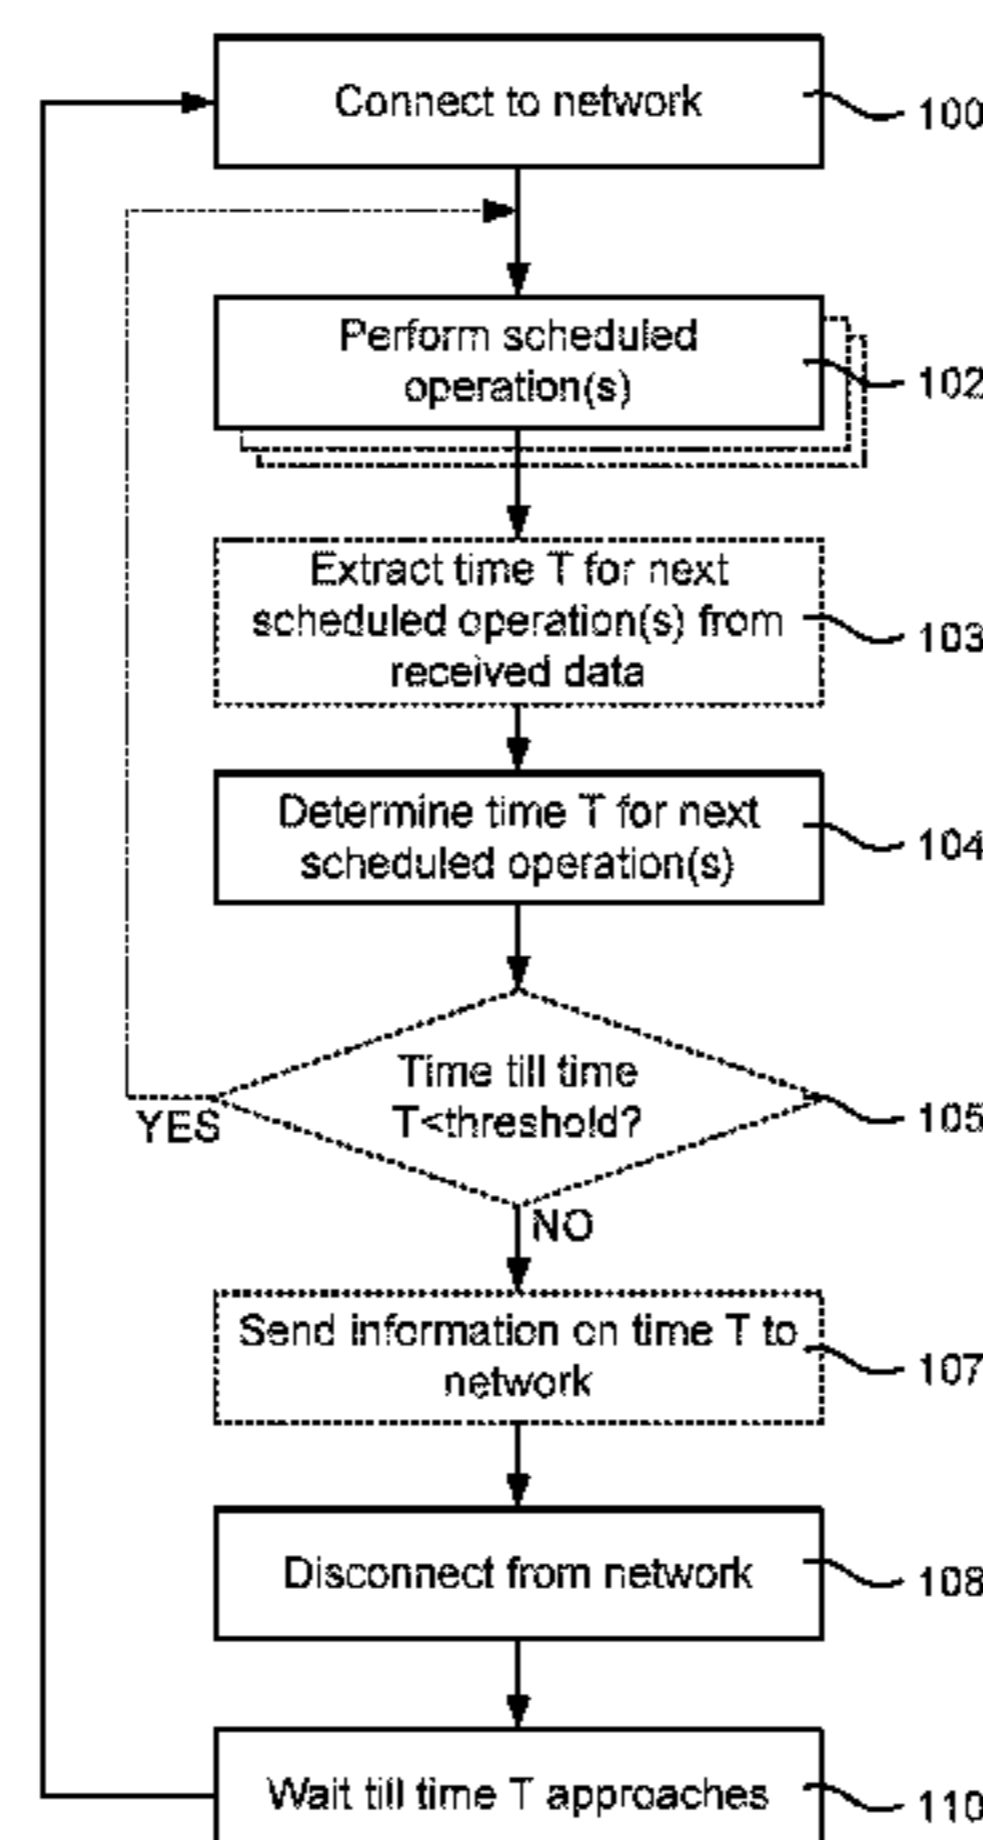 Connect to network
100
Perform scheduled
operation(s)
102
Extract time T for next
scheduled operation(s) from
received data
103
Determine time T for next
scheduled operation(s)
104
Time till time
T<threshold?
105
YES
NO
Send information on time T to
network
107
Disconnect from network
108
Wait till time T approaches
110